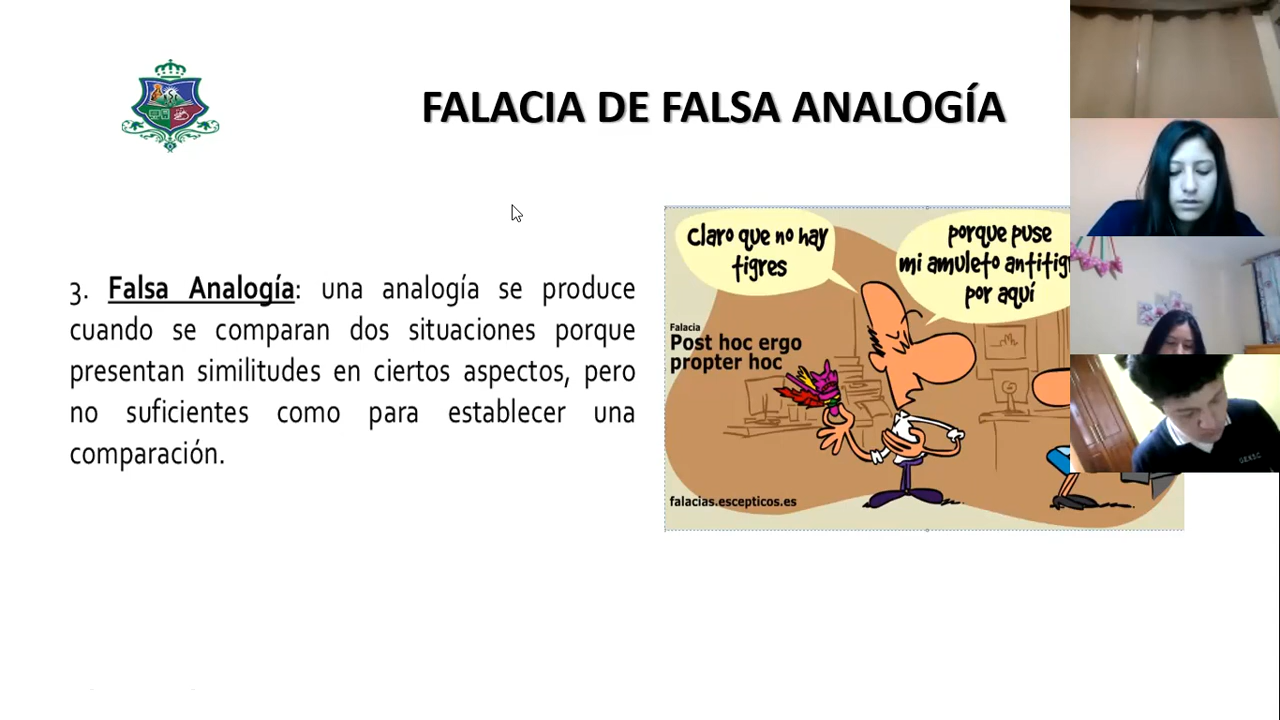 FALACIA DE FALSA ANALOGÍA
3. Falsa Analogía: una analogía se produce
cuando se comparan dos situaciones porque
presentan similitudes en ciertos aspectos, pero
no suficientes como para establecer una
comparación.
claro que no hay
tigres
porque puse
mi amuleto antitig
por aquí
Falacia
Post hoc ergo
propter hoc
falacias.escepticos.es